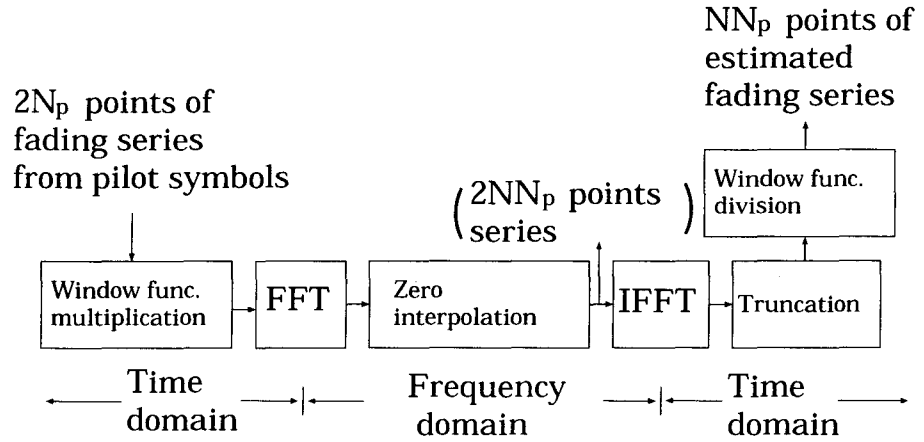 2Np points of
fading series
from pilot symbols
NNp points of
estimated
fading series
Window func.
division
(2NNp points
series)
Window func.
multiplication
FFT
Zero
interpolation
IFFT
Truncation
Time
domain
Frequency
domain
Time
domain